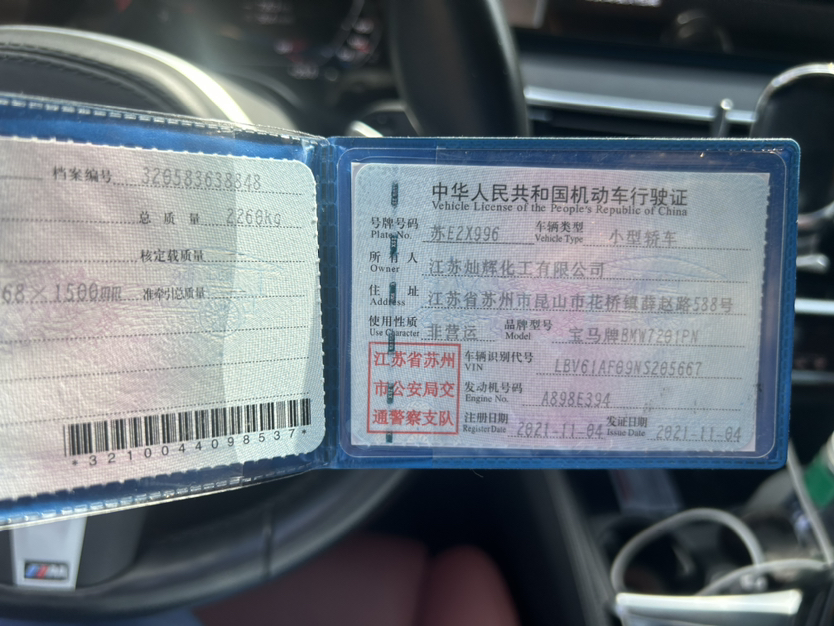 档案编号 320583638348
总质量 2260kg
核定载质量
68×1500mm 准牵引总质量
*3210044098537*
中华人民共和国机动车行驶证
Vehicle License of the People's Republic of China
号牌号码 苏E2X996 车辆类型 小型轿车
Plate No. Vehicle Type
所有人 江苏灿辉化工有限公司
Owner
住址 江苏省苏州市昆山市花桥镇薛赵路588号
Address
使用性质 非营运 品牌型号 宝马牌BMW7201PN
Use Character Model
江苏省苏州
市公安局交
通警察支队
车辆识别代号 LBV61AF09NSZ05667
VIN
发动机号码 A898E394
Engine No.
注册日期 2021-11-04 发证日期 2021-11-04
Register Date Issue Date
M